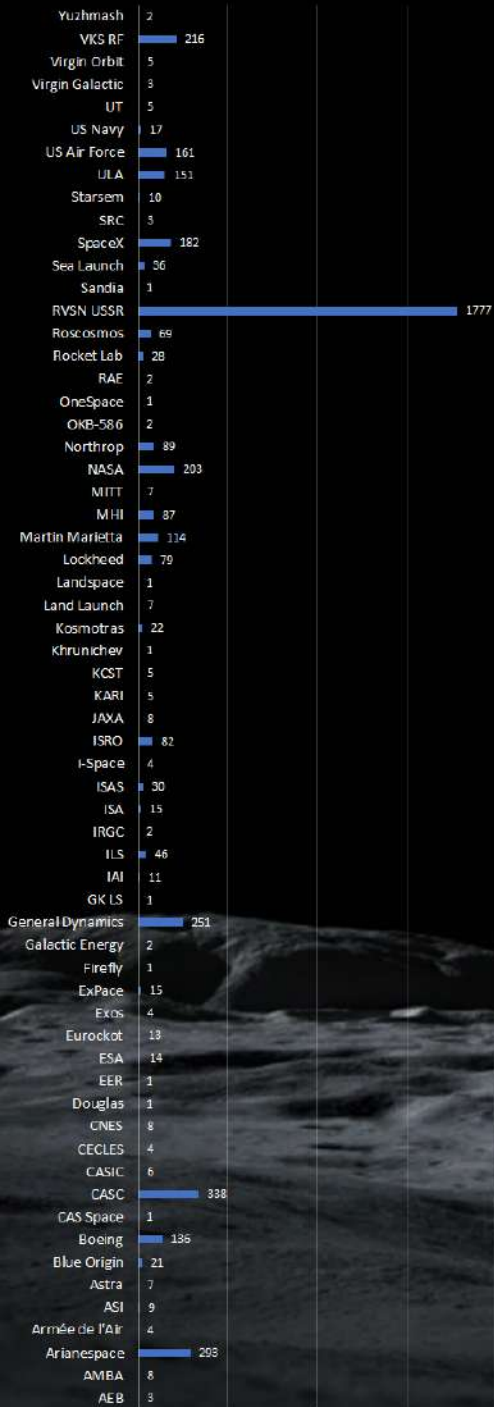 Yuzhmash 2
VKS RF 216
Virgin Orbit 5
Virgin Galactic 3
UT 5
US Navy 17
US Air Force 161
ULA 151
Starsem 10
SRC 3
SpaceX 182
Sea Launch 36
Sandia 1
RVSN USSR 1777
Roscosmos 69
Rocket Lab 28
RAE 2
OneSpace 1
OKB-586 2
Northrop 89
NASA 203
MITT 7
MHI 87
Martin Marietta 114
Lockheed 79
Landspace 1
Land Launch 7
Kosmotras 22
Khrunichev 1
KCST 5
KARI 5
JAXA 8
ISRO 82
i-Space 4
ISAS 30
ISA 15
IRGC 2
ILS 46
IAI 11
GK LS 1
General Dynamics 251
Galactic Energy 2
Firefly 1
ExPace 15
Exos 4
Eurockot 13
ESA 14
EER 1
Douglas 1
CNES 8
CECLES 4
CASIC 6
CASC 338
CAS Space 1
Boeing 136
Blue Origin 21
Astra 7
ASI 9
Armée de l'Air 4
Arianespace 293
AMBA 8
AEB 3